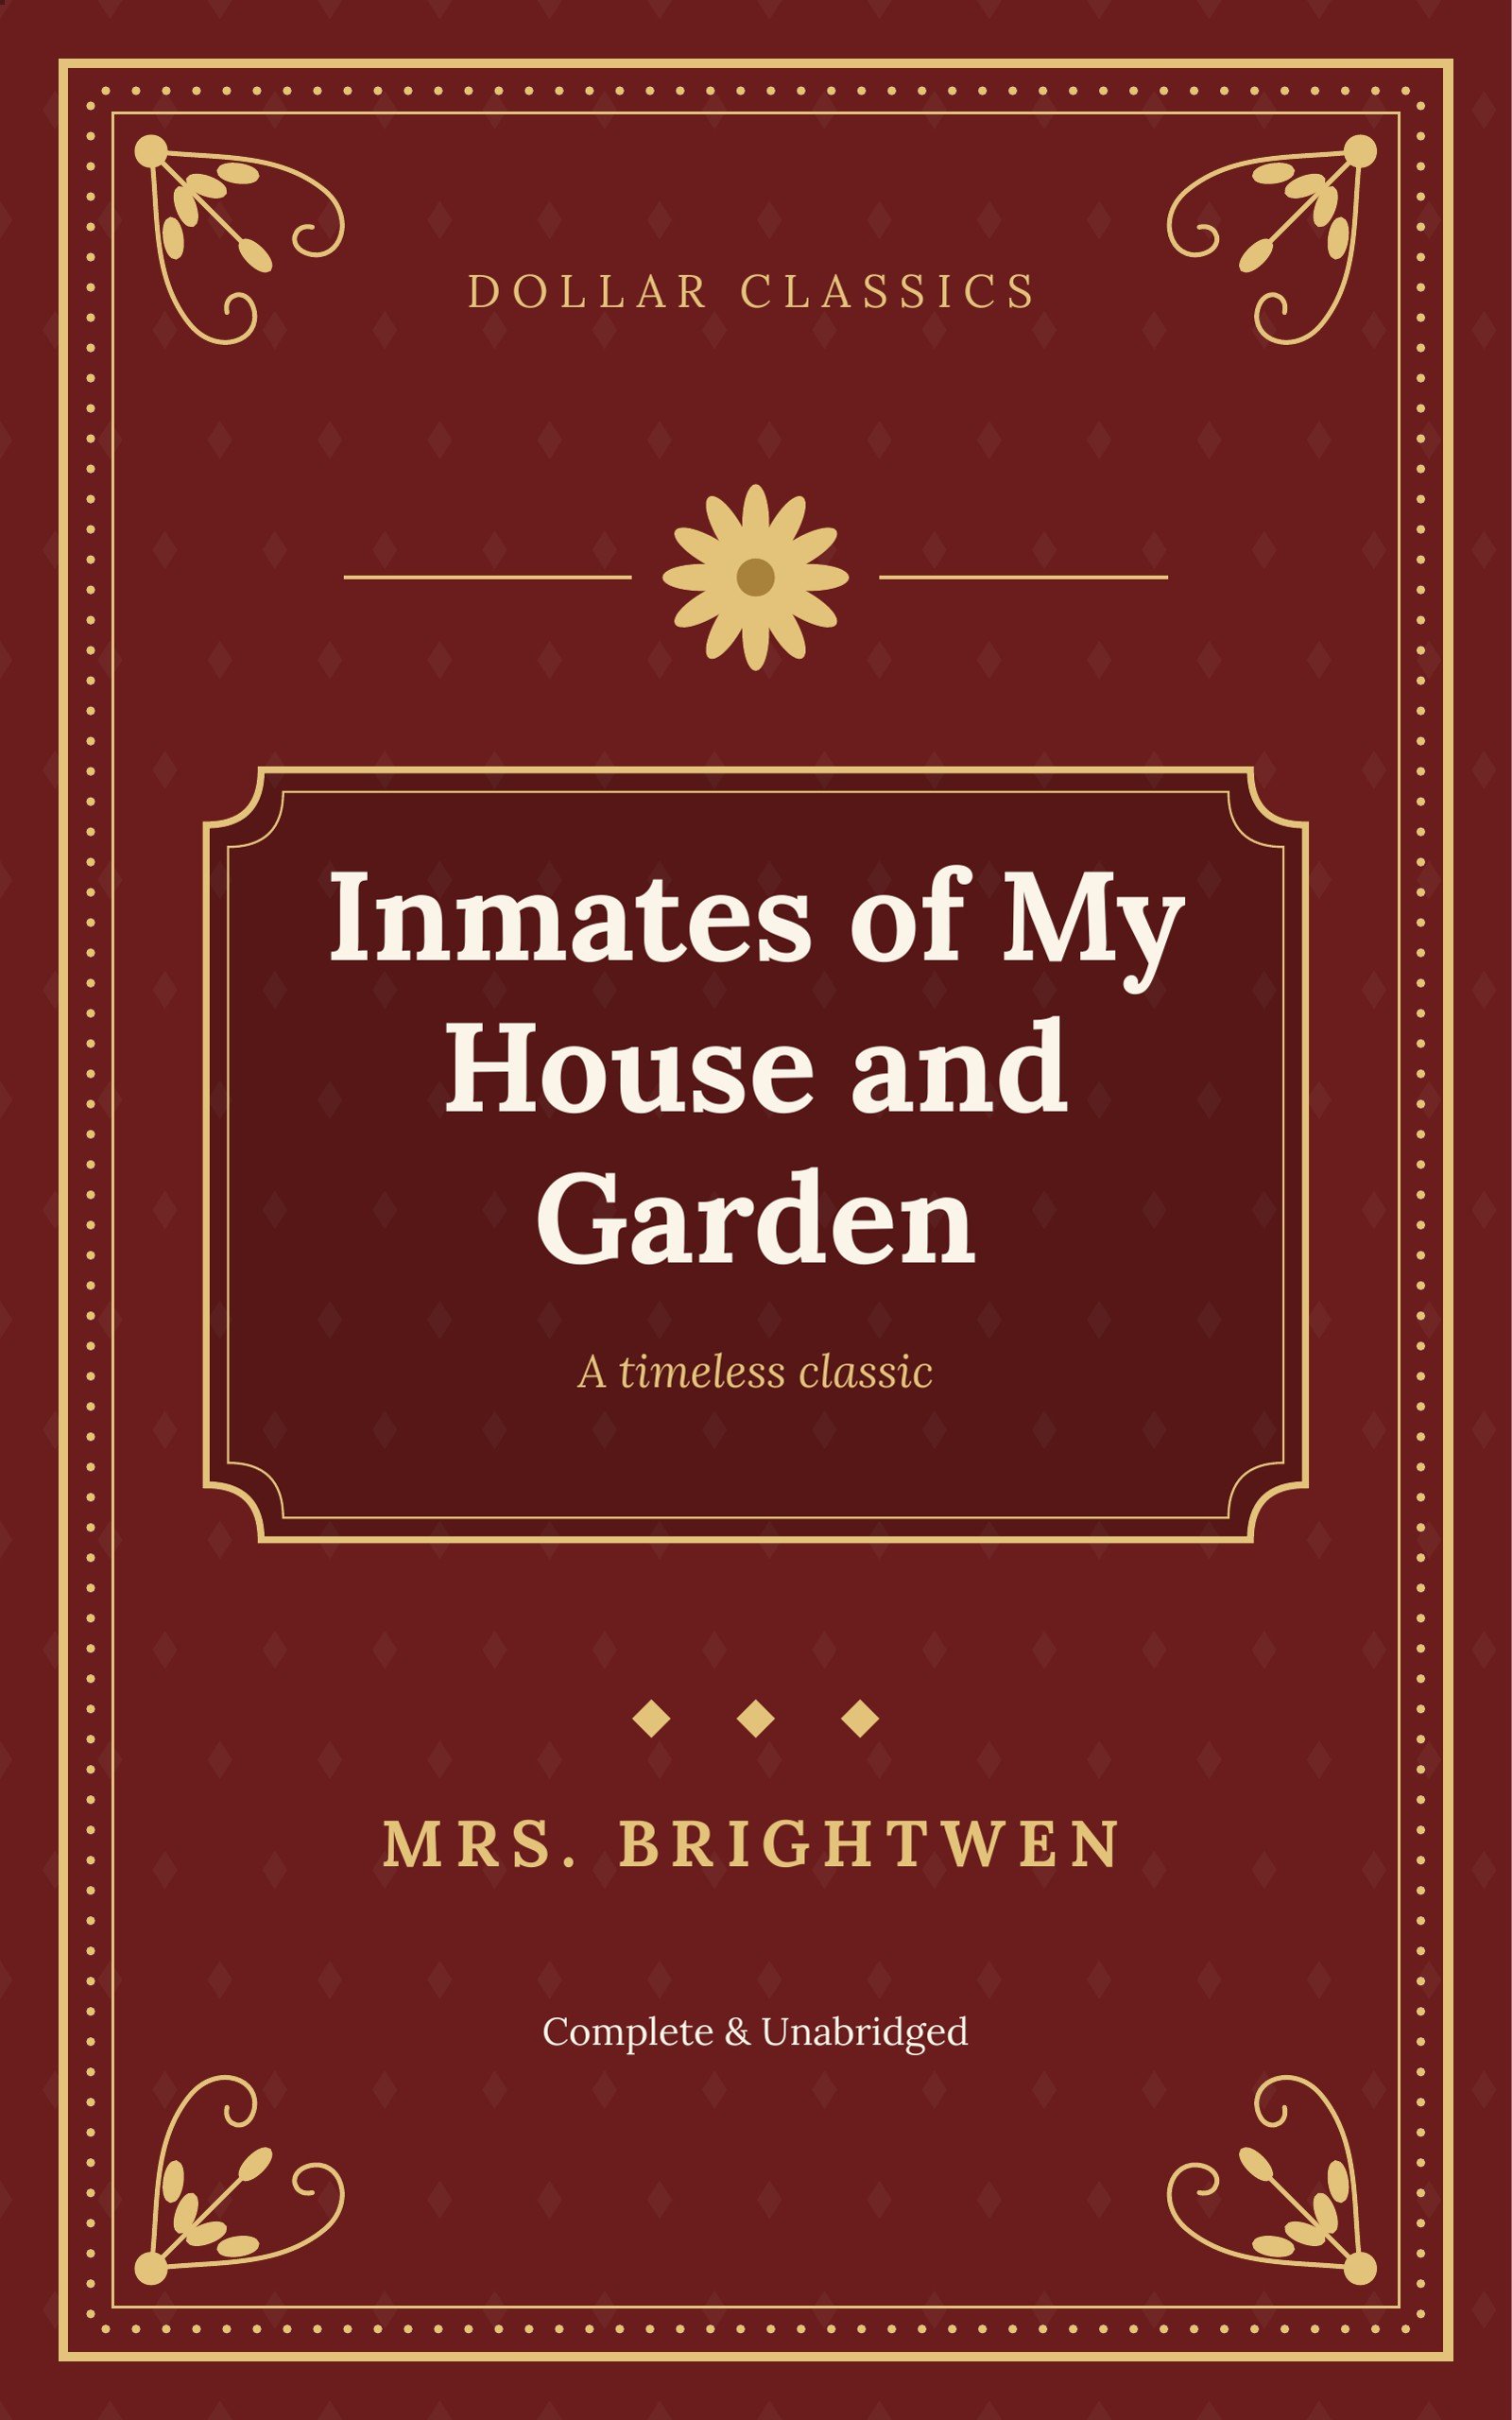 DOLLAR CLASSICS
Inmates of My
House and
Garden
A timeless classic
MRS. BRIGHTWEN
Complete & Unabridged